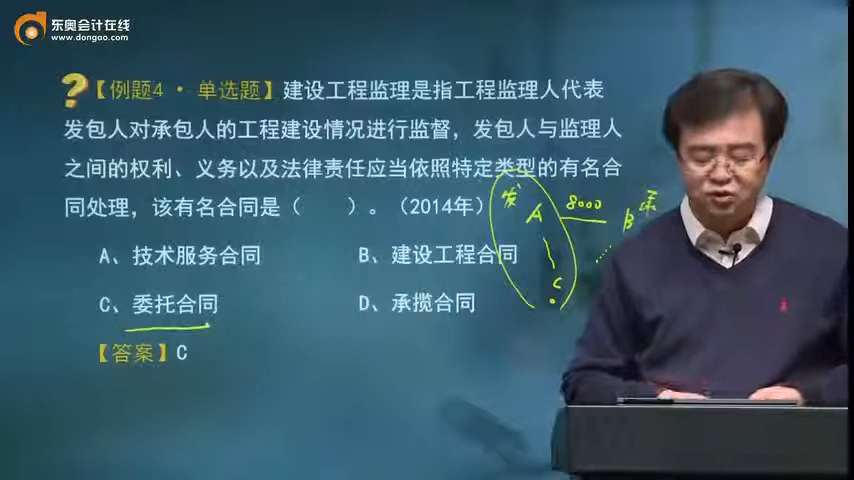 东奥会计在线
www.dongao.com
?【例题4 · 单选题】建设工程监理是指工程监理人代表
发包人对承包人的工程建设情况进行监督，发包人与监理人
之间的权利、义务以及法律责任应当依照特定类型的有名合
同处理，该有名合同是（　　）。（2014年）
发 A 8000 B 承
A、技术服务合同 B、建设工程合同
C
C、委托合同 D、承揽合同
【答案】C